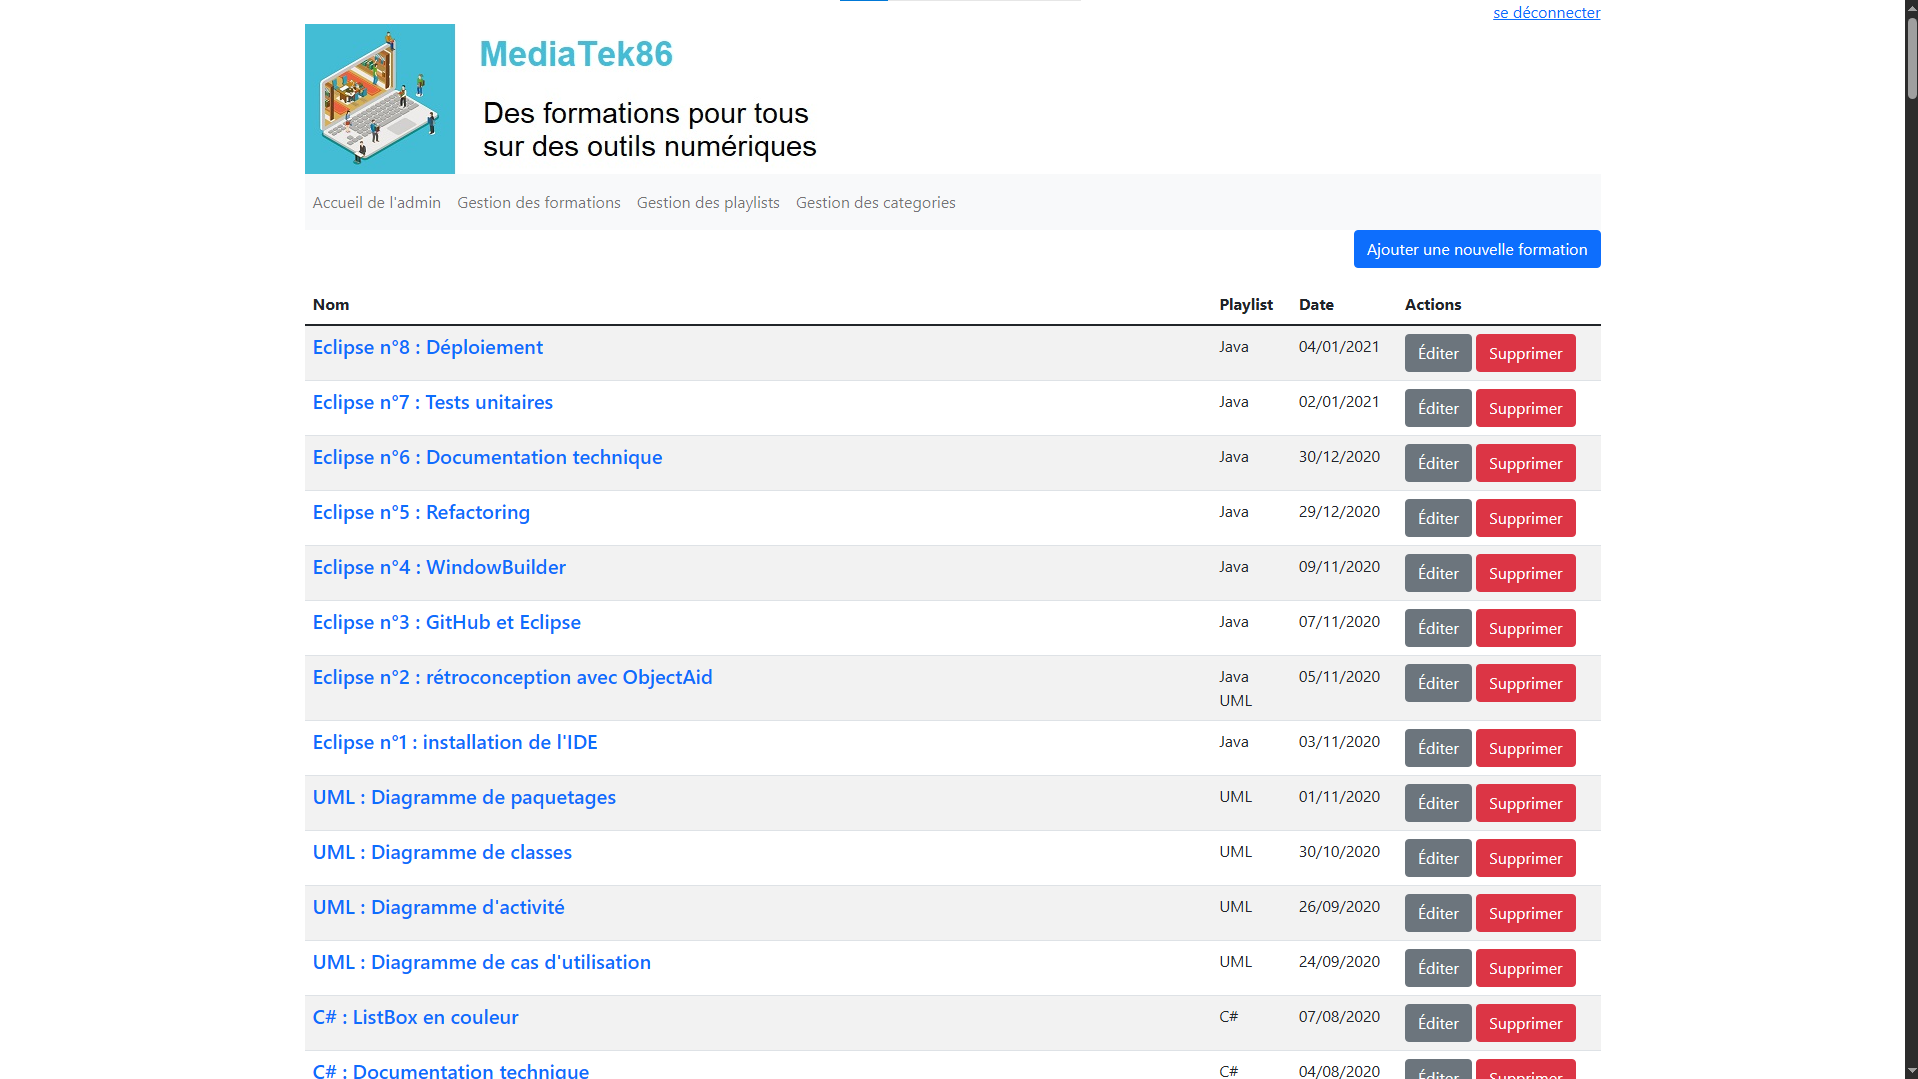 se déconnecter
MediaTek86
Des formations pour tous
sur des outils numériques
Accueil de l'admin Gestion des formations Gestion des playlists Gestion des categories
Ajouter une nouvelle formation
Nom Playlist Date Actions
Eclipse n°8 : Déploiement Java 04/01/2021 Éditer Supprimer
Eclipse n°7 : Tests unitaires Java 02/01/2021 Éditer Supprimer
Eclipse n°6 : Documentation technique Java 30/12/2020 Éditer Supprimer
Eclipse n°5 : Refactoring Java 29/12/2020 Éditer Supprimer
Eclipse n°4 : WindowBuilder Java 09/11/2020 Éditer Supprimer
Eclipse n°3 : GitHub et Eclipse Java 07/11/2020 Éditer Supprimer
Eclipse n°2 : rétroconception avec ObjectAid Java 05/11/2020 Éditer Supprimer
UML
Eclipse n°1 : installation de l'IDE Java 03/11/2020 Éditer Supprimer
UML : Diagramme de paquetages UML 01/11/2020 Éditer Supprimer
UML : Diagramme de classes UML 30/10/2020 Éditer Supprimer
UML : Diagramme d'activité UML 26/09/2020 Éditer Supprimer
UML : Diagramme de cas d'utilisation UML 24/09/2020 Éditer Supprimer
C# : ListBox en couleur C# 07/08/2020 Éditer Supprimer
C# : Documentation technique C# 04/08/2020 Éditer Supprimer